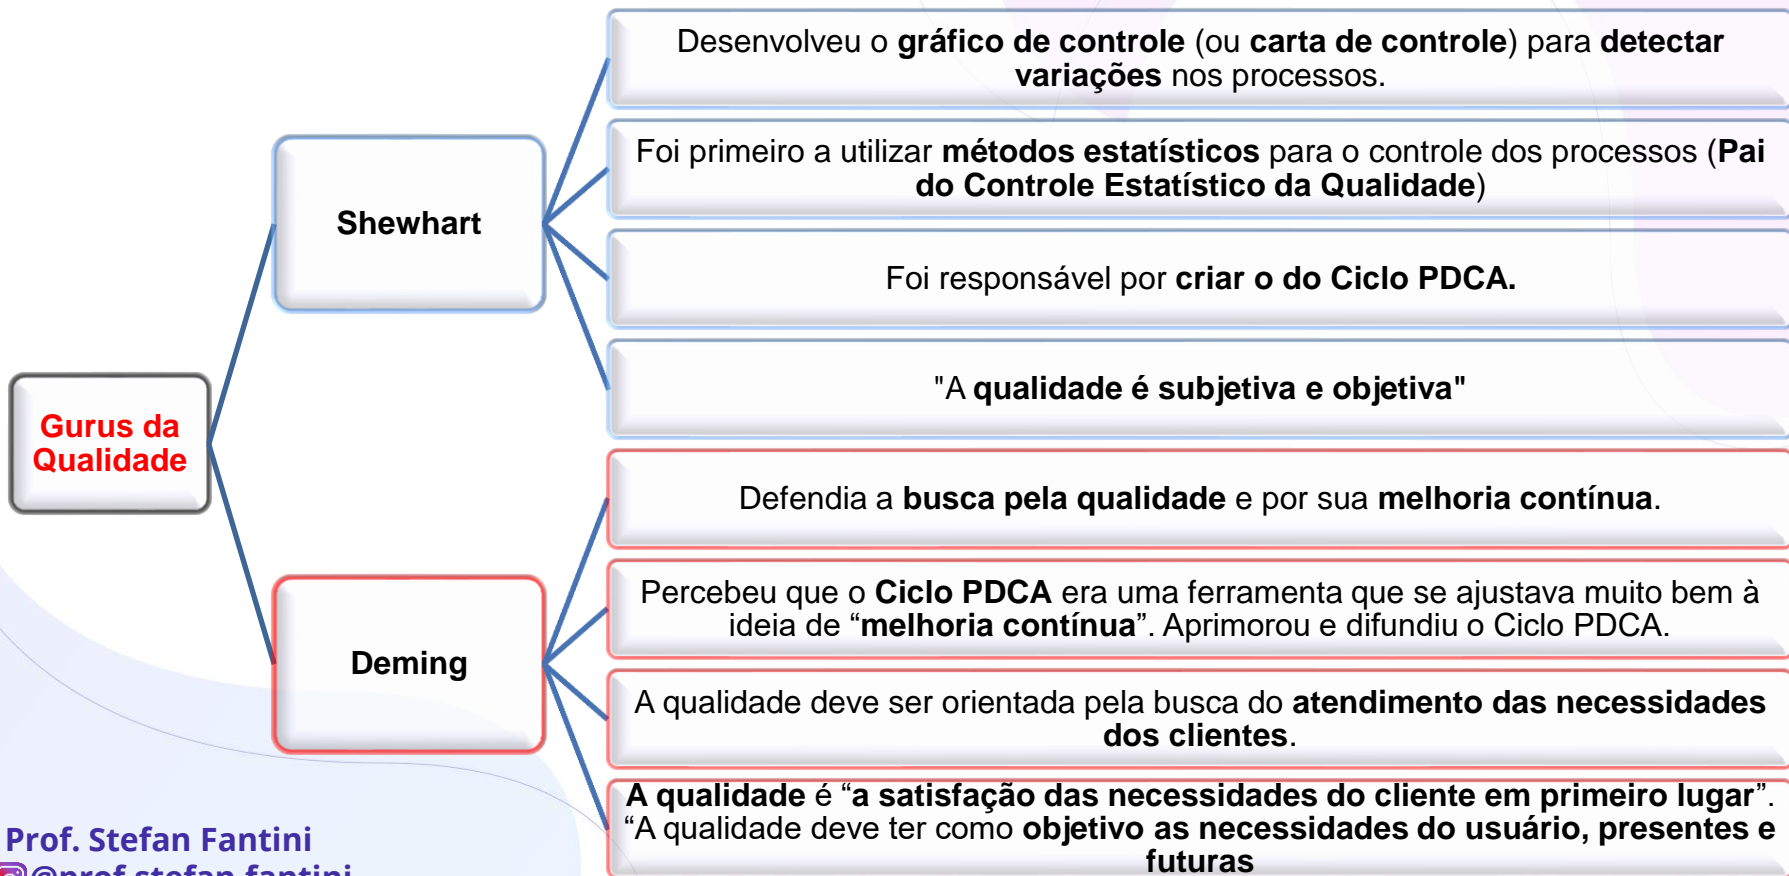 Desenvolveu o gráfico de controle (ou carta de controle) para detectar
variações nos processos.
Foi primeiro a utilizar métodos estatísticos para o controle dos processos (Pai
do Controle Estatístico da Qualidade)
Shewhart
Foi responsável por criar o do Ciclo PDCA.
"A qualidade é subjetiva e objetiva"
Gurus da
Qualidade
Defendia a busca pela qualidade e por sua melhoria contínua.
Percebeu que o Ciclo PDCA era uma ferramenta que se ajustava muito bem à
ideia de “melhoria contínua”. Aprimorou e difundiu o Ciclo PDCA.
Deming
A qualidade deve ser orientada pela busca do atendimento das necessidades
dos clientes.
A qualidade é “a satisfação das necessidades do cliente em primeiro lugar”.
“A qualidade deve ter como objetivo as necessidades do usuário, presentes e
futuras
Prof. Stefan Fantini
@prof.stefan.fantini